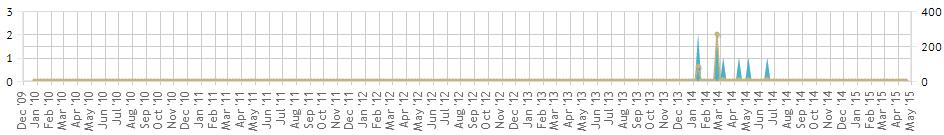 3
2
1
0
400
200
0
Dec '09
Jan '10
Feb '10
Mar '10
Apr '10
May '10
Jun '10
Jul '10
Aug '10
Sep '10
Oct '10
Nov '10
Dec '10
Jan '11
Feb '11
Mar '11
Apr '11
May '11
Jun '11
Jul '11
Aug '11
Sep '11
Oct '11
Nov '11
Dec '11
Jan '12
Feb '12
Mar '12
Apr '12
May '12
Jun '12
Jul '12
Aug '12
Sep '12
Oct '12
Nov '12
Dec '12
Jan '13
Feb '13
Mar '13
Apr '13
May '13
Jun '13
Jul '13
Aug '13
Sep '13
Oct '13
Nov '13
Dec '13
Jan '14
Feb '14
Mar '14
Apr '14
May '14
Jun '14
Jul '14
Aug '14
Sep '14
Oct '14
Nov '14
Dec '14
Jan '15
Feb '15
Mar '15
Apr '15
May '15